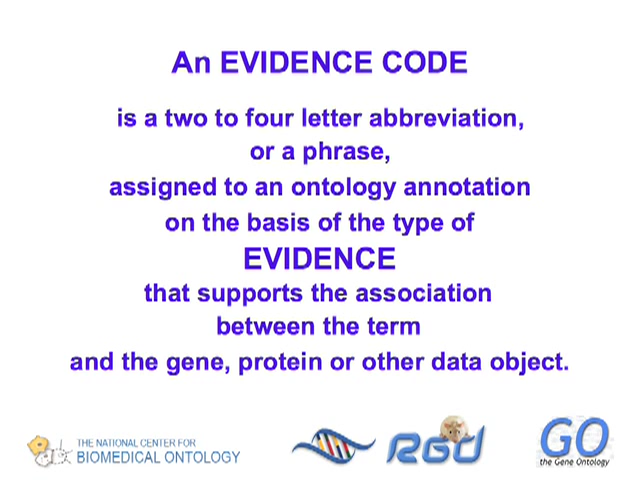 An EVIDENCE CODE
is a two to four letter abbreviation,
or a phrase,
assigned to an ontology annotation
on the basis of the type of
EVIDENCE
that supports the association
between the term
and the gene, protein or other data object.
THE NATIONAL CENTER FOR
BIOMEDICAL ONTOLOGY
RGD
GO
the Gene Ontology